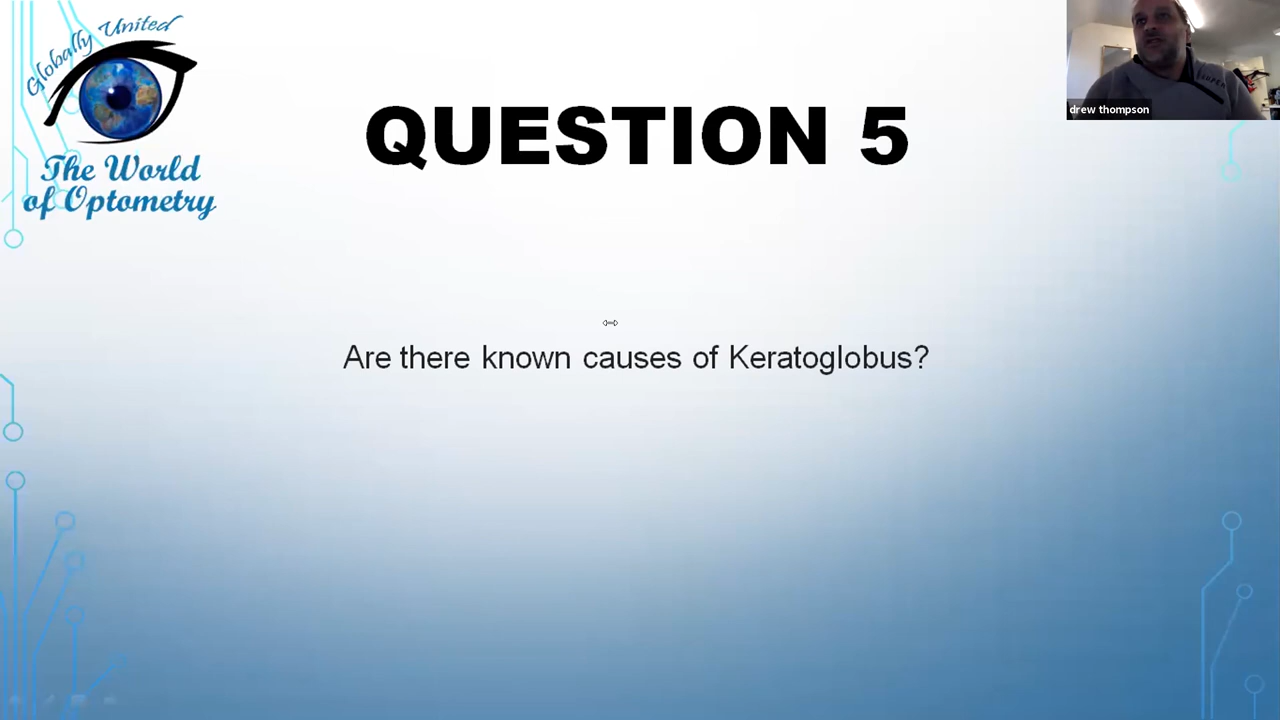 Globally United
The World
of Optometry
drew thompson
QUESTION 5
Are there known causes of Keratoglobus?